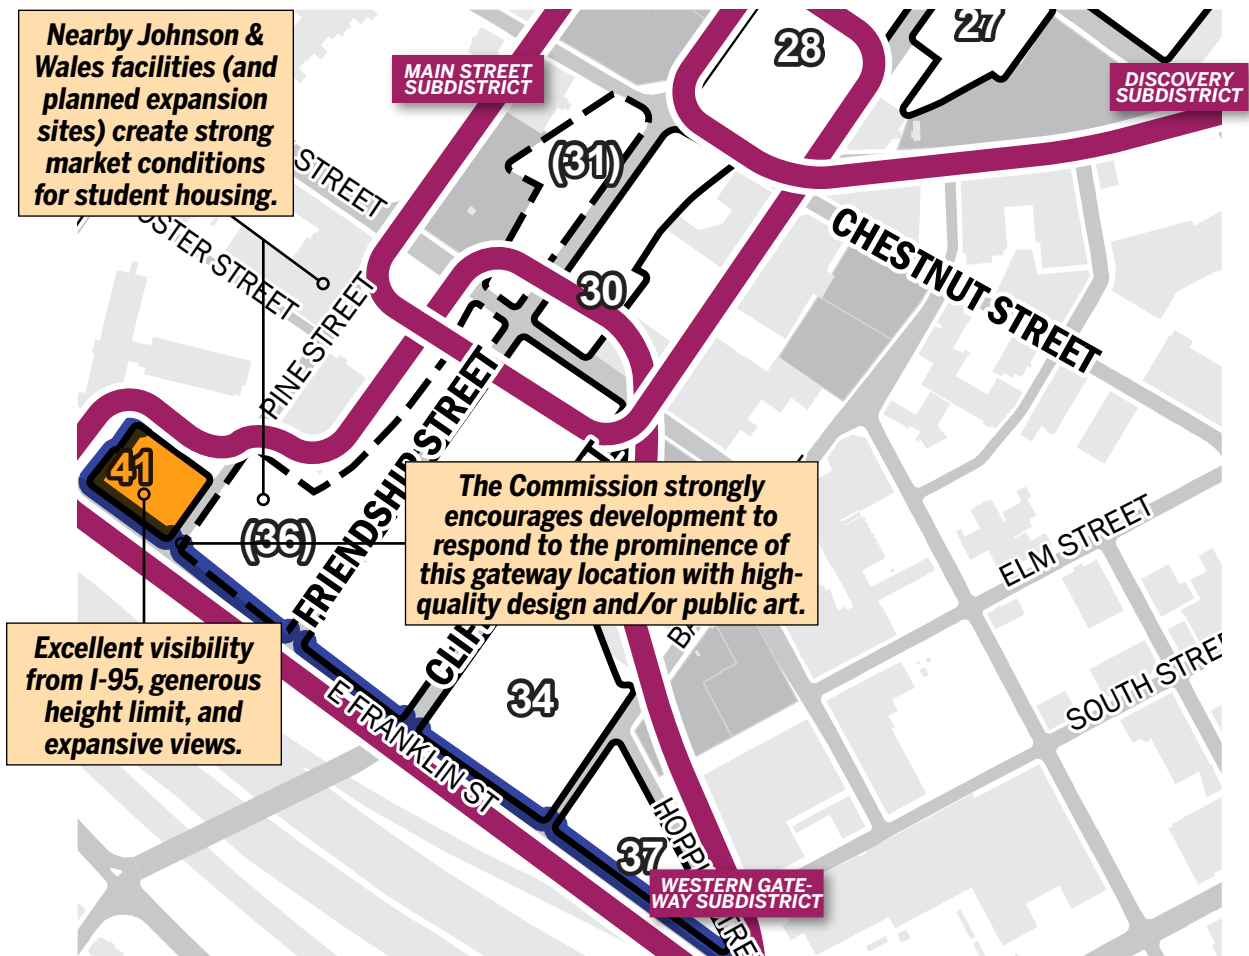 Nearby Johnson &
Wales facilities (and
planned expansion
sites) create strong
market conditions
for student housing.
MAIN STREET
SUBDISTRICT
28
27
DISCOVERY
SUBDISTRICT
STREET
(31)
STREET
PINE STREET
30
CHESTNUT STREET
41
(36)
FRIENDSHIP STREET
The Commission strongly
encourages development to
respond to the prominence of
this gateway location with high-
quality design and/or public art.
ELM STREET
Excellent visibility
from I-95, generous
height limit, and
expansive views.
E FRANKLIN ST
34
SOUTH
37
WESTERN GATE-
WAY SUBDISTRICT